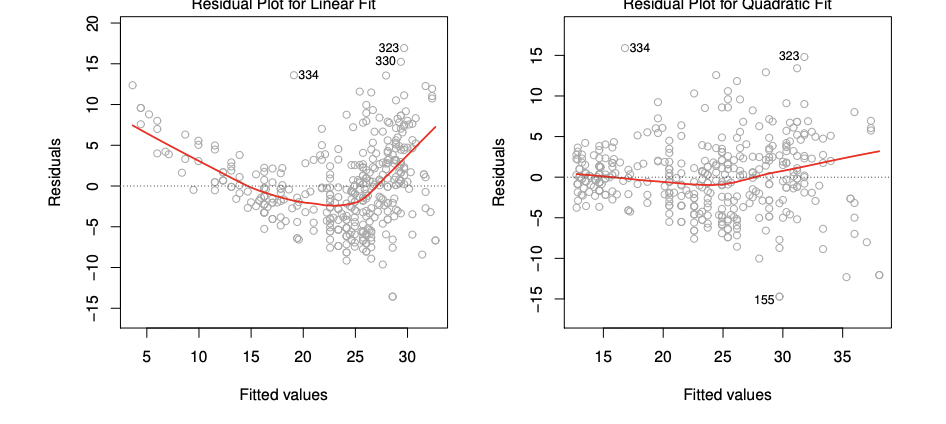 Residual Plot for Linear Fit
20
15
10
5
0
−5
−10
−15
323
330
334
Residuals
5 10 15 20 25 30
Fitted values
Residual Plot for Quadratic Fit
15
10
5
0
−5
−10
−15
334
323
155
Residuals
15 20 25 30 35
Fitted values